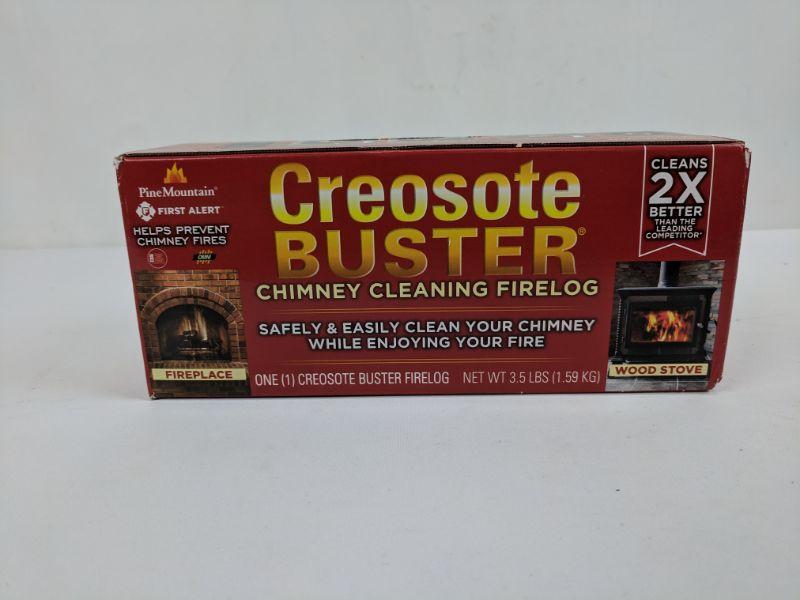 PineMountain®
FIRST ALERT
HELPS PREVENT
CHIMNEY FIRES
Creosote
BUSTER®
CHIMNEY CLEANING FIRELOG
SAFELY & EASILY CLEAN YOUR CHIMNEY
WHILE ENJOYING YOUR FIRE
CLEANS
2X
BETTER
THAN THE
LEADING
COMPETITOR*
FIREPLACE
ONE (1) CREOSOTE BUSTER FIRELOG NET WT 3.5 LBS (1.59 KG)
WOOD STOVE